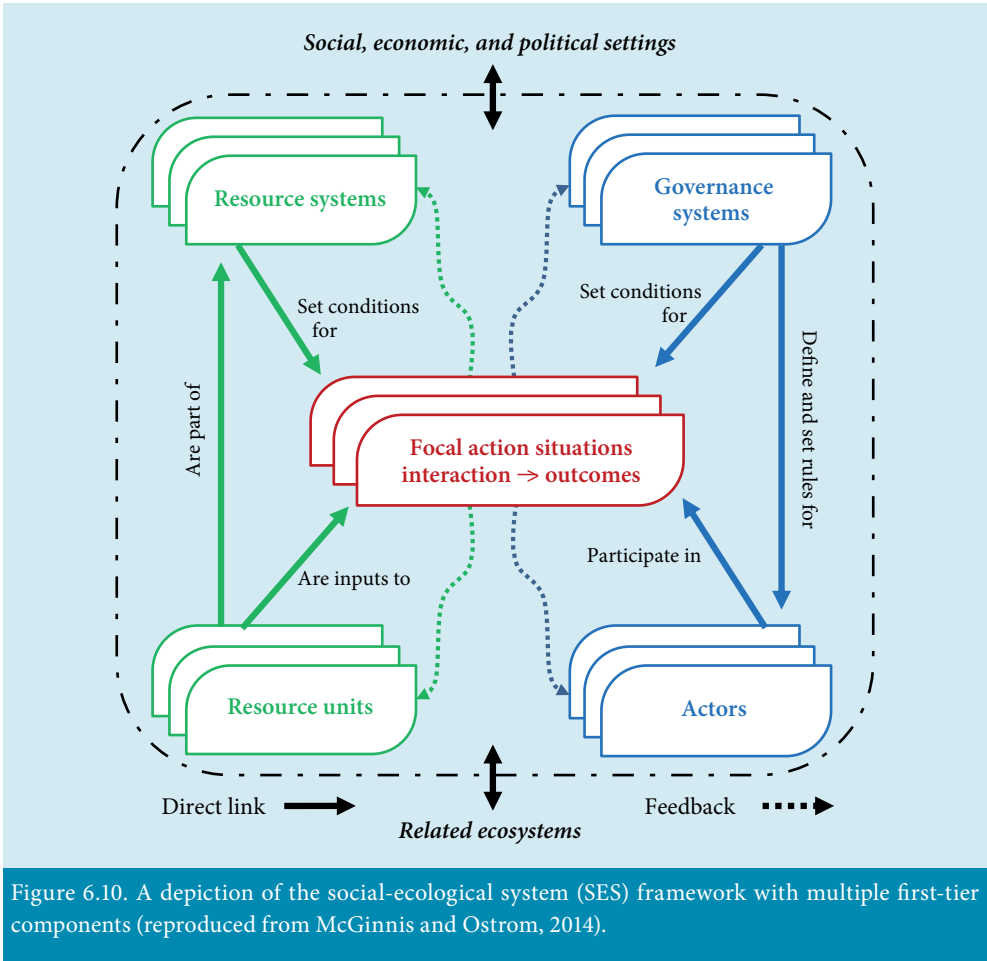 Social, economic, and political settings
Resource systems
Governance
systems
Set conditions
for
Set conditions
for
Are part of
Define and set rules for
Focal action situations
interaction → outcomes
Are inputs to
Participate in
Resource units
Actors
Direct link
Feedback
Related ecosystems
Figure 6.10. A depiction of the social-ecological system (SES) framework with multiple first-tier
components (reproduced from McGinnis and Ostrom, 2014).